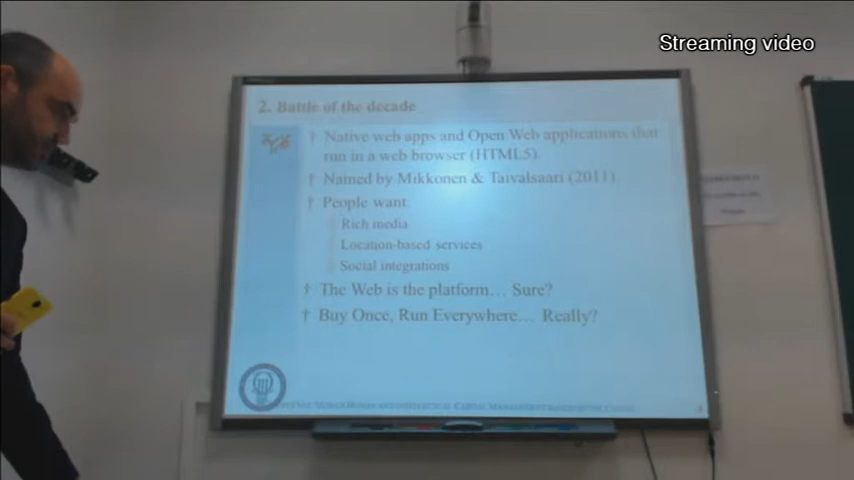 Streaming video
2. Battle of the decade
† Native web apps and Open Web applications that
run in a web browser (HTML5).
† Named by Mikkonen & Taivalsaari (2011).
† People want:
Rich media
Location-based services
Social integrations
† The Web is the platform… Sure?
† Buy Once, Run Everywhere… Really?